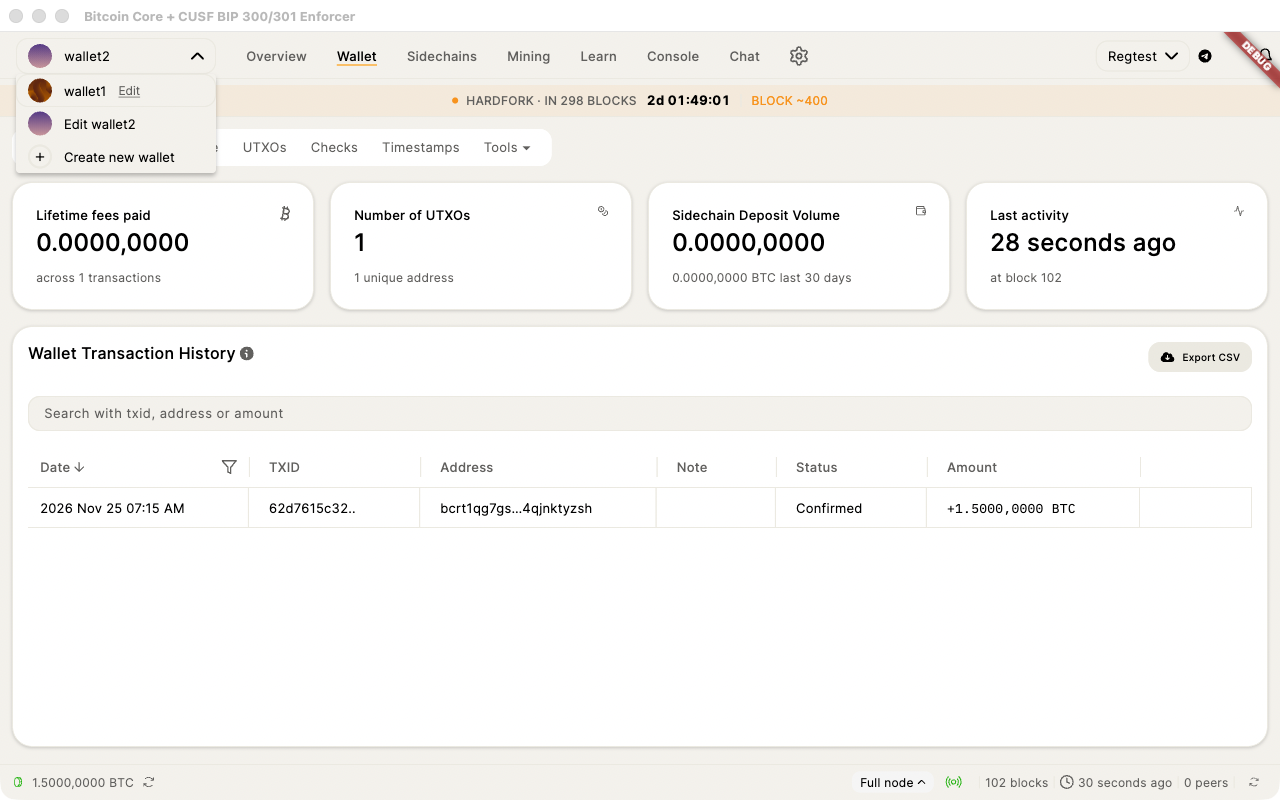 Bitcoin Core + CUSF BIP 300/301 Enforcer
wallet2
Overview
Wallet
Sidechains
Mining
Learn
Console
Chat
Regtest
DEBUG
wallet1 Edit
Edit wallet2
Create new wallet
HARDFORK · IN 298 BLOCKS 2d 01:49:01 BLOCK ~400
UTXOs
Checks
Timestamps
Tools
Lifetime fees paid
0.0000,0000
across 1 transactions
Number of UTXOs
1
1 unique address
Sidechain Deposit Volume
0.0000,0000
0.0000,0000 BTC last 30 days
Last activity
28 seconds ago
at block 102
Wallet Transaction History
Export CSV
Search with txid, address or amount
Date TXID Address Note Status Amount
2026 Nov 25 07:15 AM 62d7615c32.. bcrt1qg7gs...4qjnktyzsh Confirmed +1.5000,0000 BTC
1.5000,0000 BTC
Full node
102 blocks
30 seconds ago
0 peers